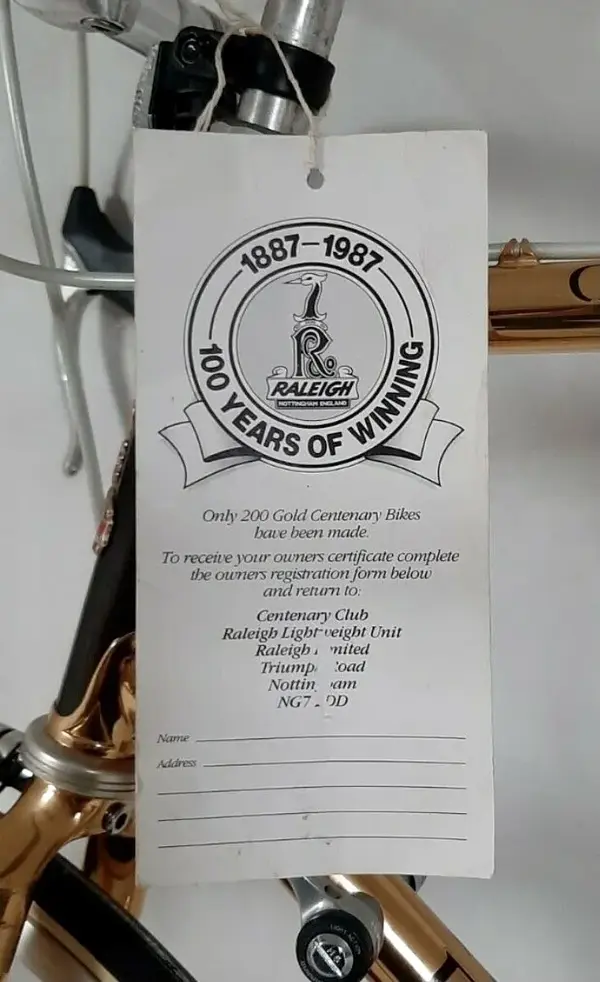 1887–1987
R
RALEIGH
NOTTINGHAM ENGLAND
100 YEARS OF WINNING
Only 200 Gold Centenary Bikes
have been made.
To receive your owners certificate complete
the owners registration form below
and return to:
Centenary Club
Raleigh Lightweight Unit
Raleigh Limited
Triumph Road
Nottingham
NG7
Name
Address
LIGHT ACTION